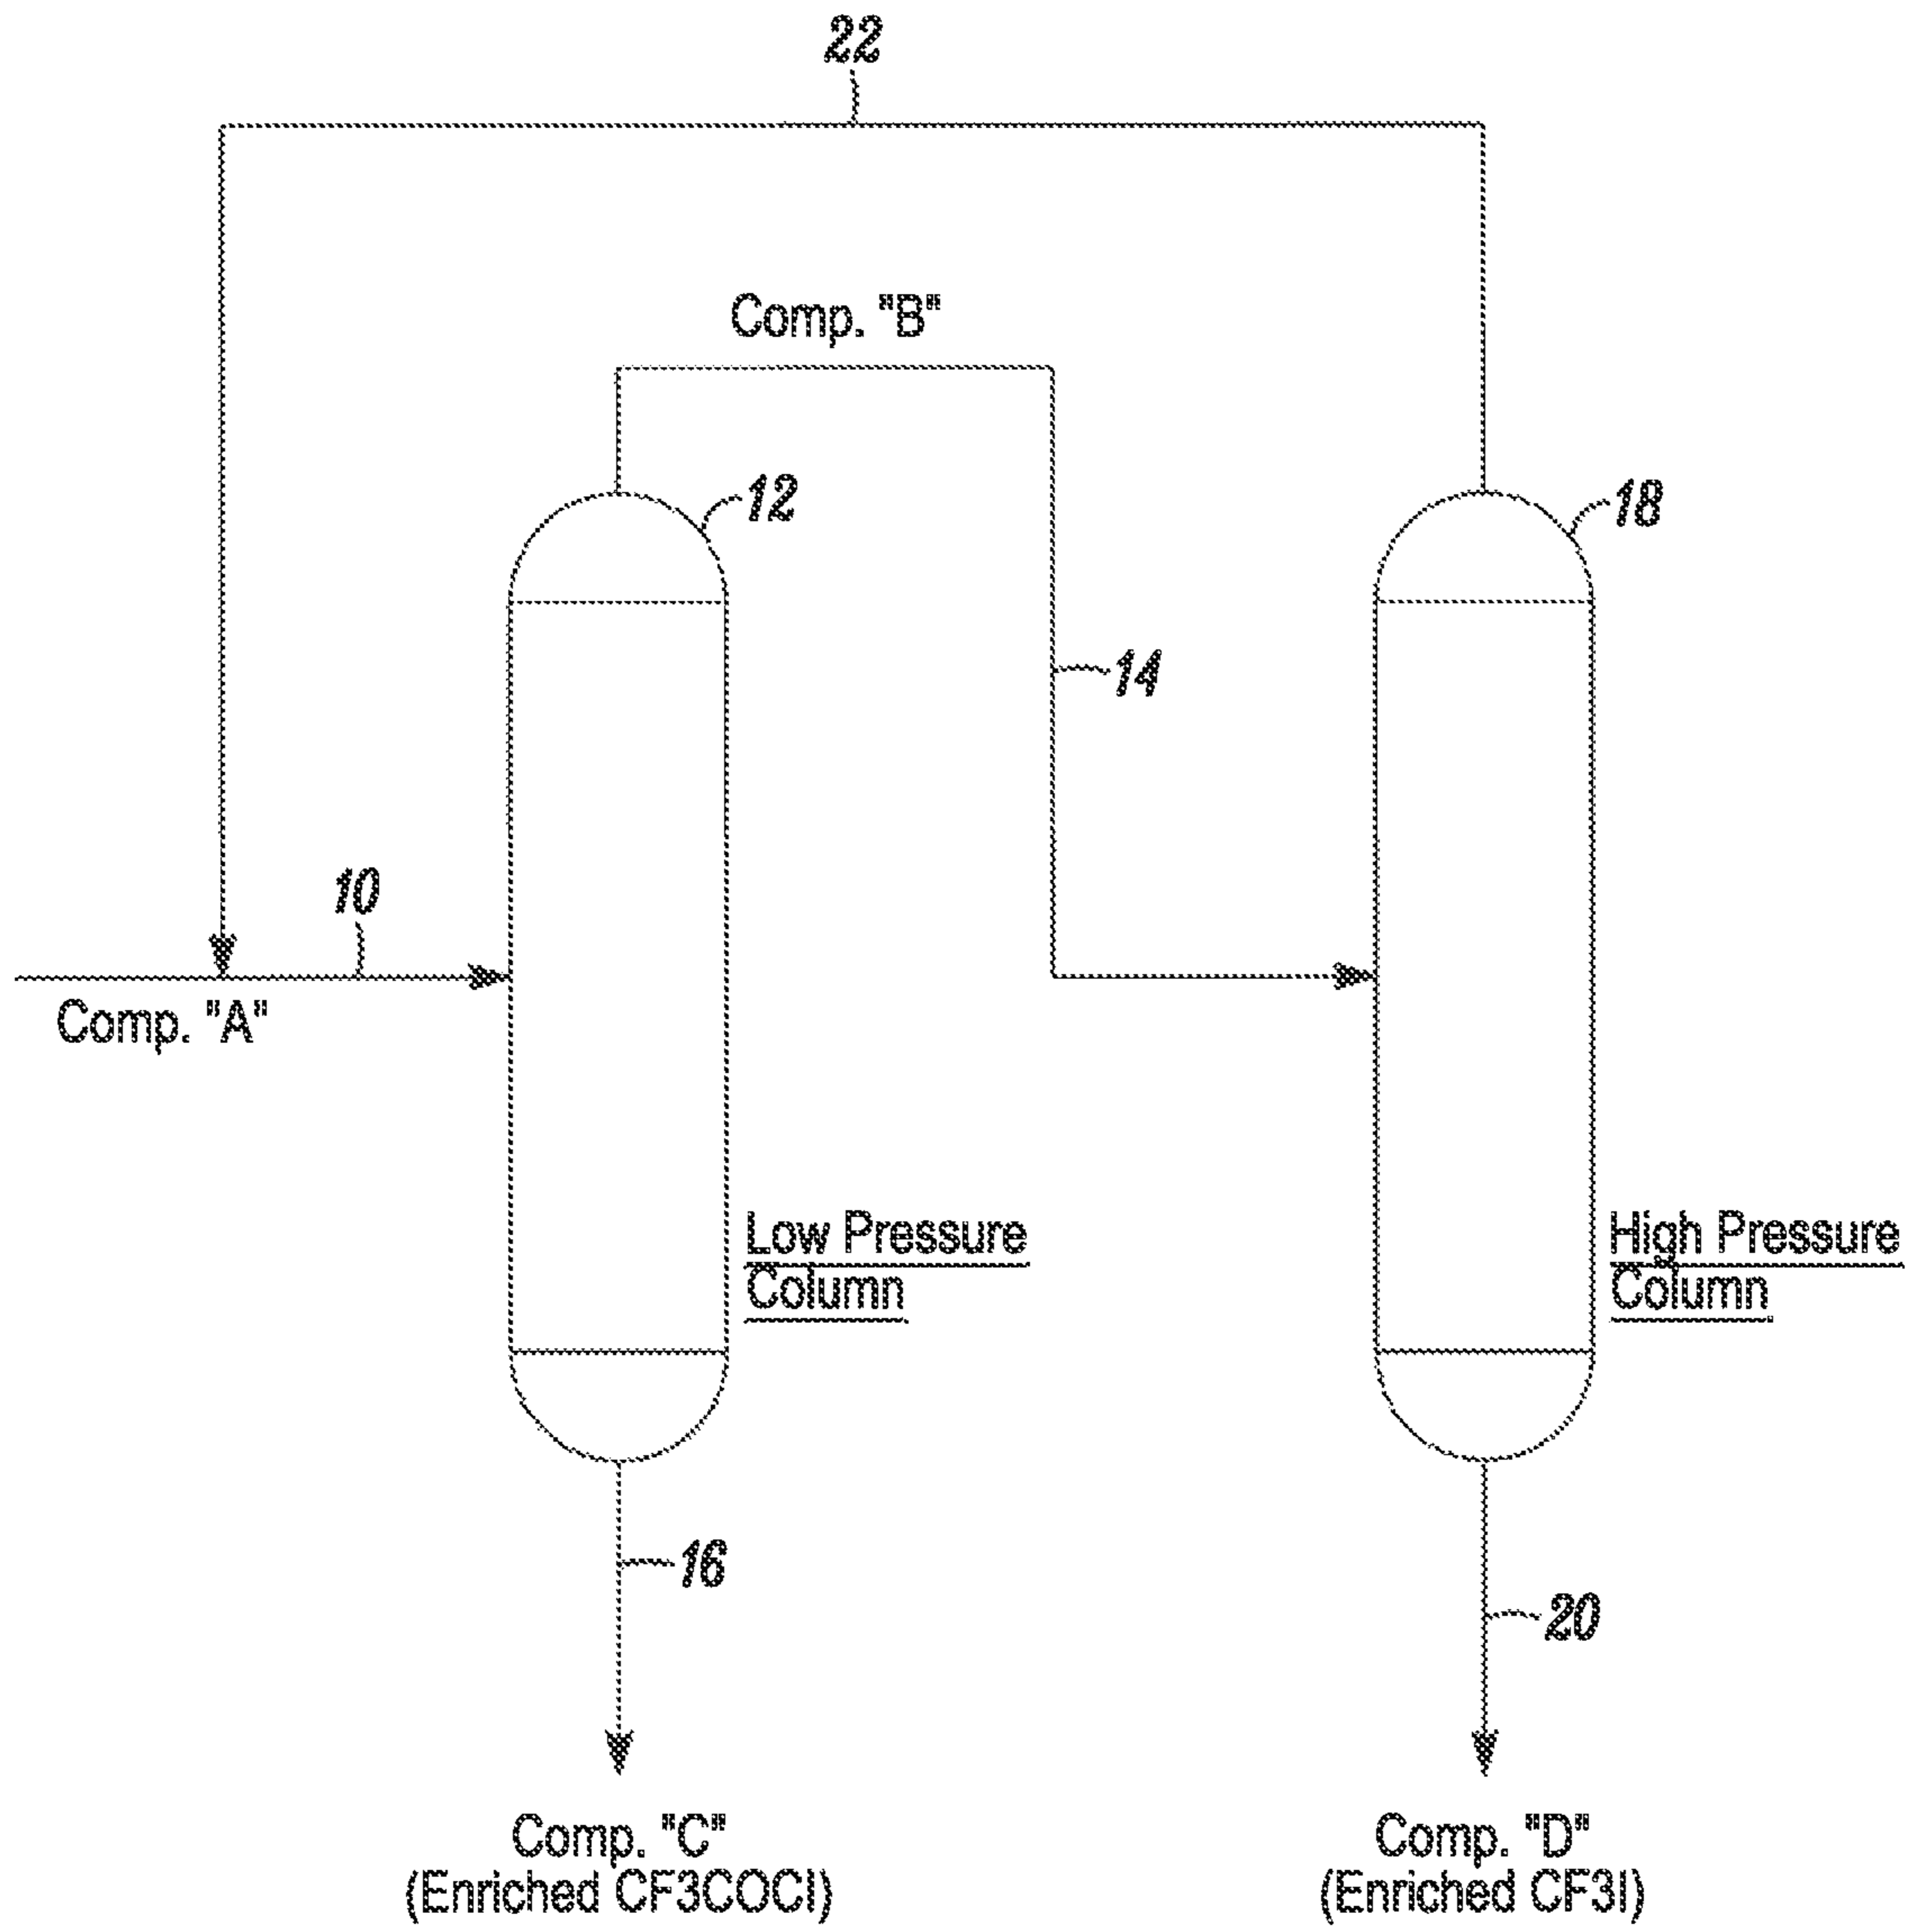 22
Comp. "B"
12
18
14
10
Comp. "A"
Low Pressure
Column
High Pressure
Column
16
20
Comp. "C"
(Enriched CF3COCl)
Comp. "D"
(Enriched CF3I)